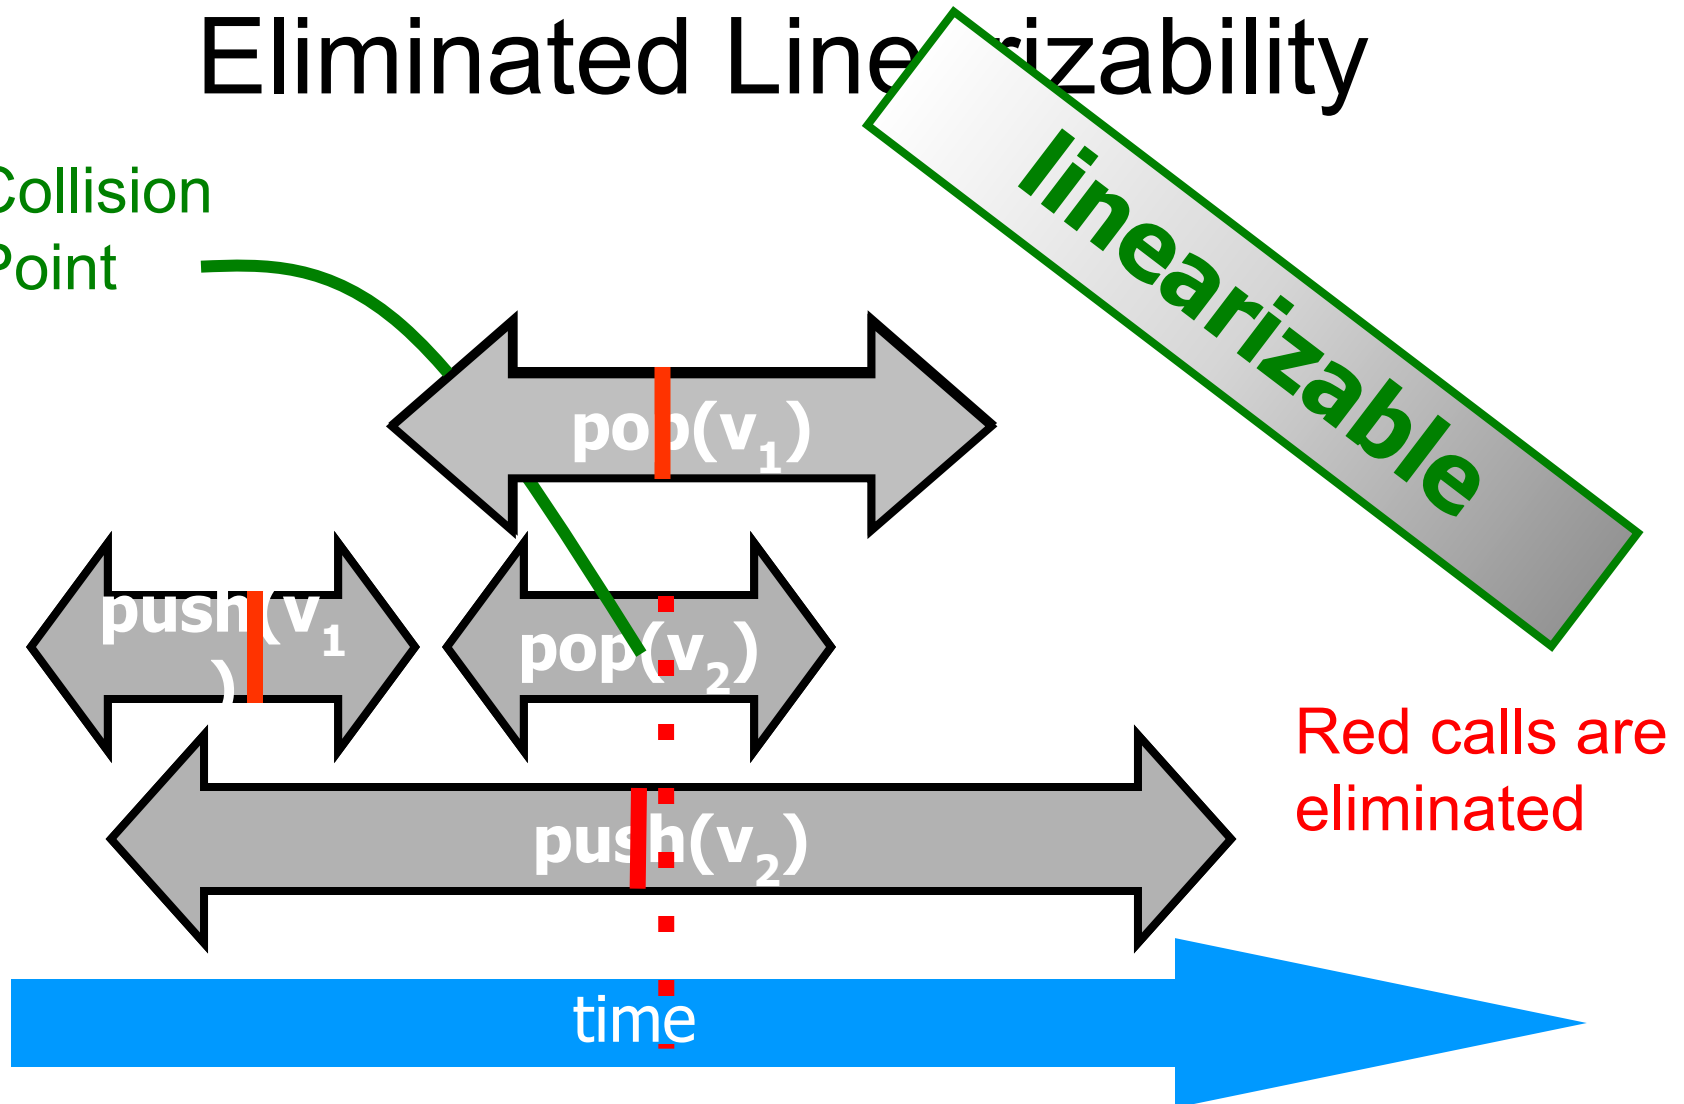 Eliminated Linearizability
linearizable
Collision
Point
pop(v1)
push(v1
)
pop(v2)
push(v2)
Red calls are
eliminated
time